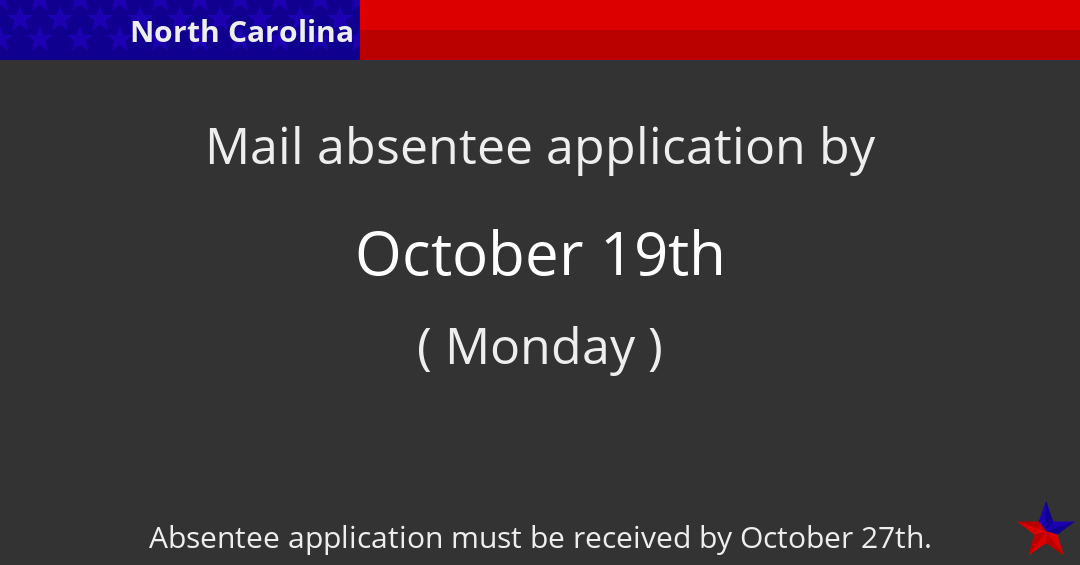 North Carolina
Mail absentee application by
October 19th
( Monday )
Absentee application must be received by October 27th.